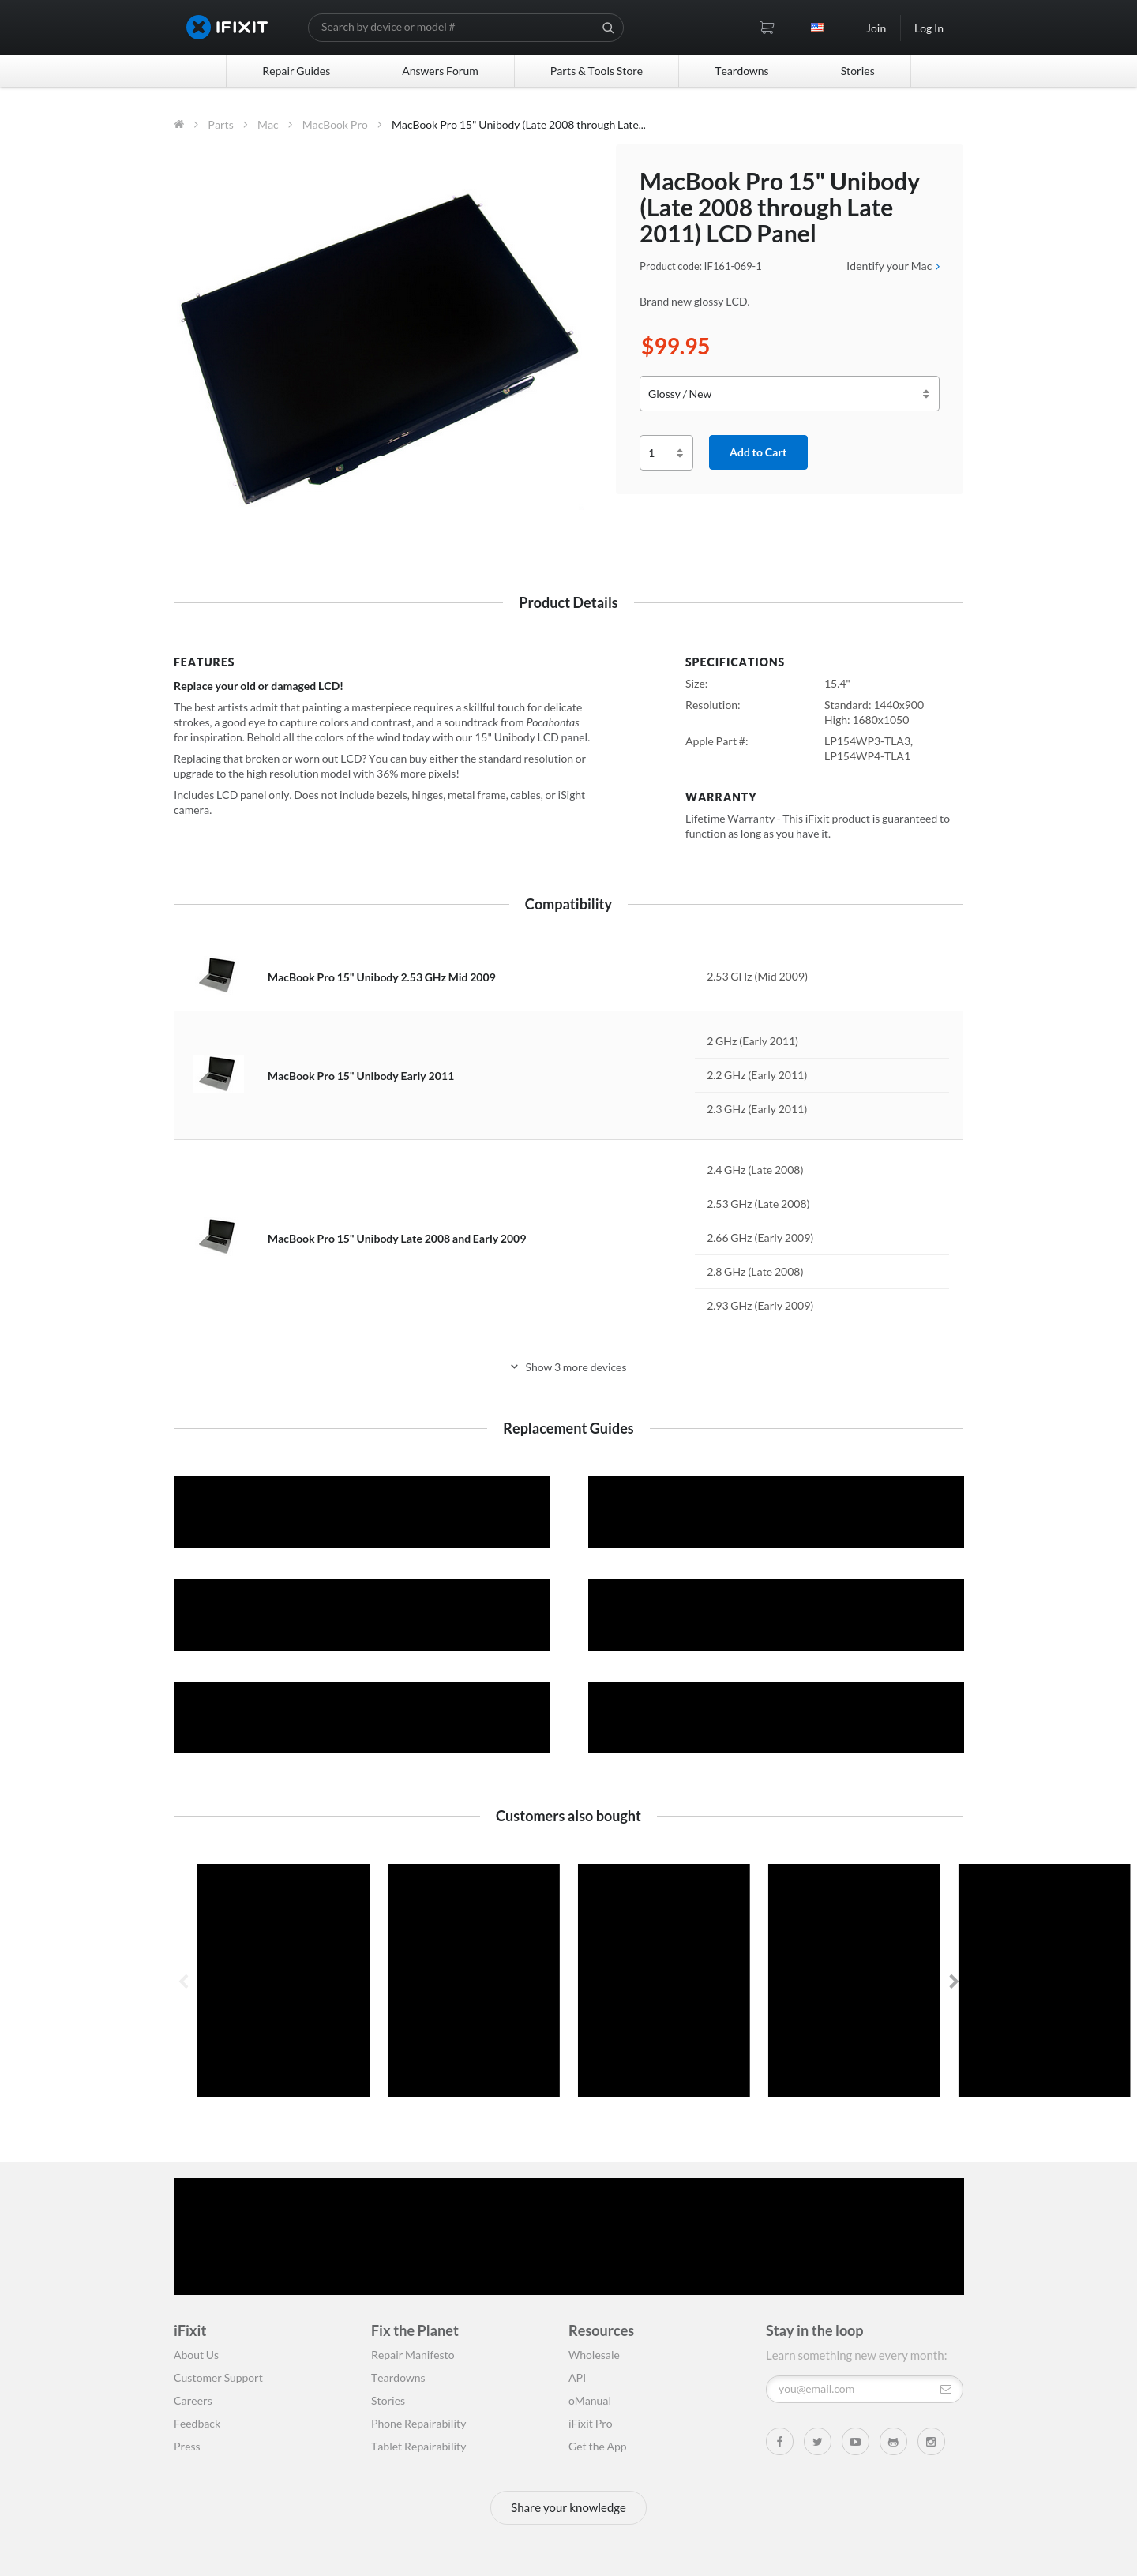 IFIXIT
Search by device or model #
Join
Log In
Repair Guides
Answers Forum
Parts & Tools Store
Teardowns
Stories
Parts
Mac
MacBook Pro
MacBook Pro 15" Unibody (Late 2008 through Late...
MacBook Pro 15" Unibody
(Late 2008 through Late
2011) LCD Panel
Product code: IF161-069-1
Identify your Mac
Brand new glossy LCD.
$99.95
Glossy / New
1
Add to Cart
Product Details
FEATURES
Replace your old or damaged LCD!
The best artists admit that painting a masterpiece requires a skillful touch for delicate
strokes, a good eye to capture colors and contrast, and a soundtrack from Pocahontas
for inspiration. Behold all the colors of the wind today with our 15" Unibody LCD panel.
Replacing that broken or worn out LCD? You can buy either the standard resolution or
upgrade to the high resolution model with 36% more pixels!
Includes LCD panel only. Does not include bezels, hinges, metal frame, cables, or iSight
camera.
SPECIFICATIONS
Size: 15.4"
Resolution: Standard: 1440x900
High: 1680x1050
Apple Part #: LP154WP3-TLA3,
LP154WP4-TLA1
WARRANTY
Lifetime Warranty - This iFixit product is guaranteed to
function as long as you have it.
Compatibility
MacBook Pro 15" Unibody 2.53 GHz Mid 2009
2.53 GHz (Mid 2009)
MacBook Pro 15" Unibody Early 2011
2 GHz (Early 2011)
2.2 GHz (Early 2011)
2.3 GHz (Early 2011)
MacBook Pro 15" Unibody Late 2008 and Early 2009
2.4 GHz (Late 2008)
2.53 GHz (Late 2008)
2.66 GHz (Early 2009)
2.8 GHz (Late 2008)
2.93 GHz (Early 2009)
Show 3 more devices
Replacement Guides
Customers also bought
iFixit
About Us
Customer Support
Careers
Feedback
Press
Fix the Planet
Repair Manifesto
Teardowns
Stories
Phone Repairability
Tablet Repairability
Resources
Wholesale
API
oManual
iFixit Pro
Get the App
Stay in the loop
Learn something new every month:
you@email.com
Share your knowledge